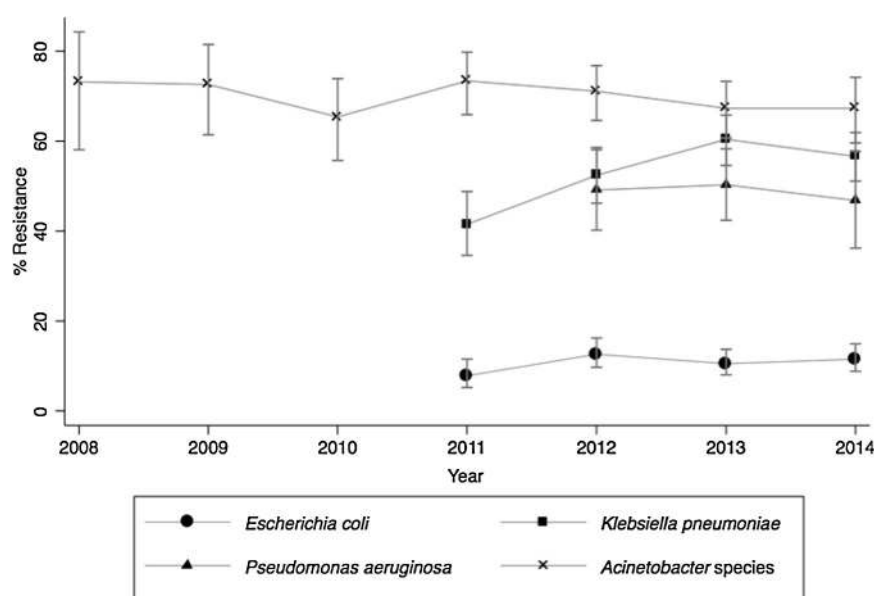 80
60
40
20
0
% Resistance
2008 2009 2010 2011 2012 2013 2014
Year
Escherichia coli Klebsiella pneumoniae
Pseudomonas aeruginosa Acinetobacter species